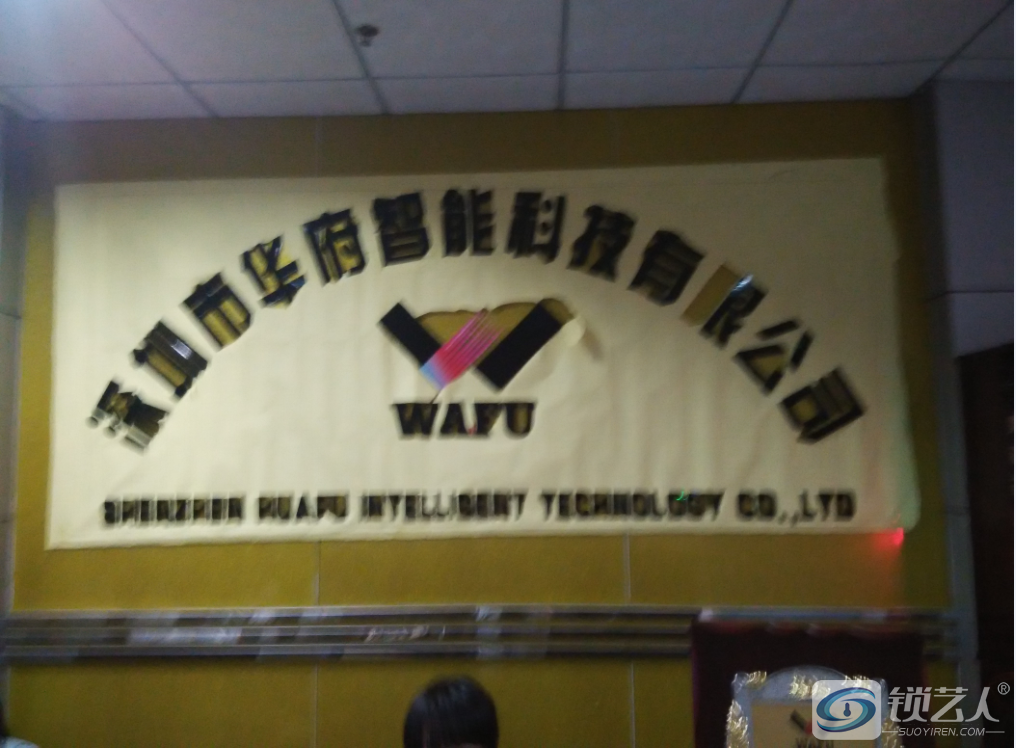 深圳市华府智能科技有限公司
WAFU
SHENZHEN HUAFU INTELLIGENT TECHNOLOGY CO.,LTD
WAFU
锁艺人®
SUOYIREN.COM